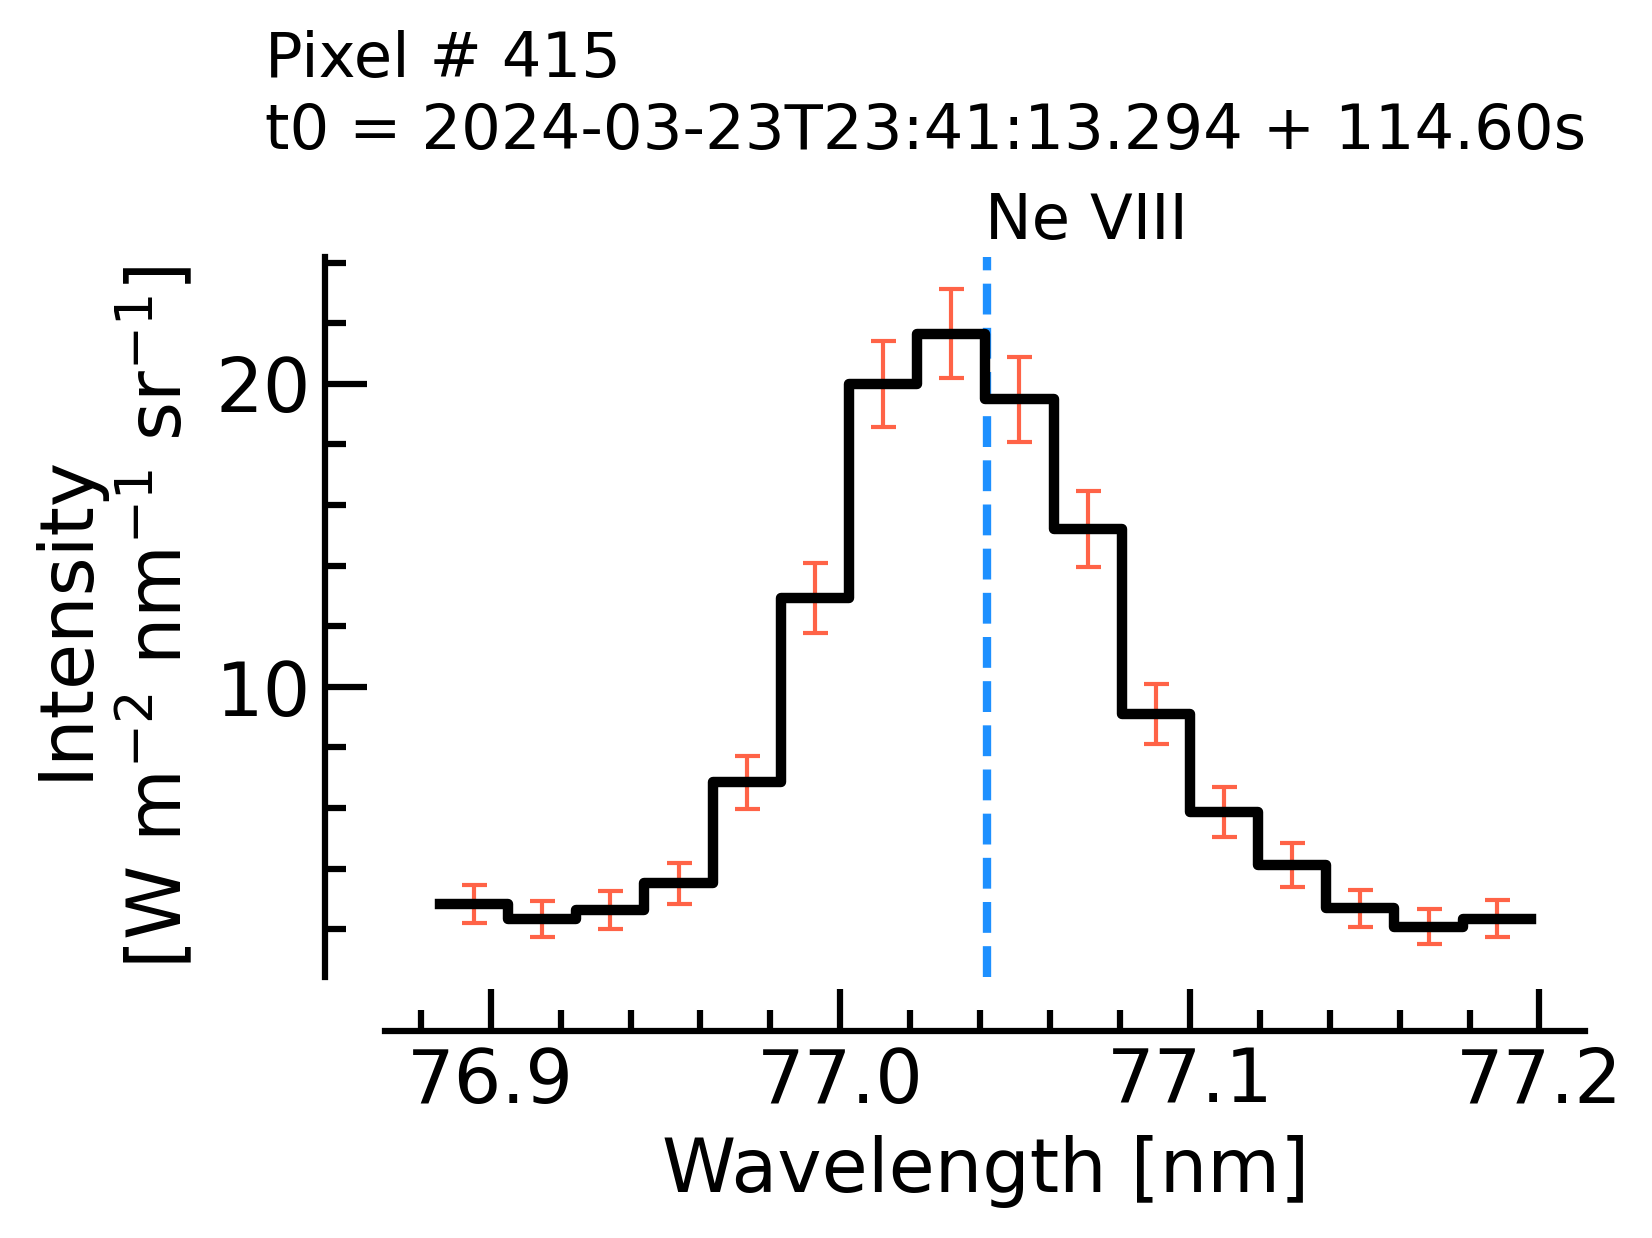 Pixel # 415
t0 = 2024-03-23T23:41:13.294 + 114.60s
Ne VIII
Intensity
[W m⁻² nm⁻¹ sr⁻¹]
20
10
76.9 77.0 77.1 77.2
Wavelength [nm]